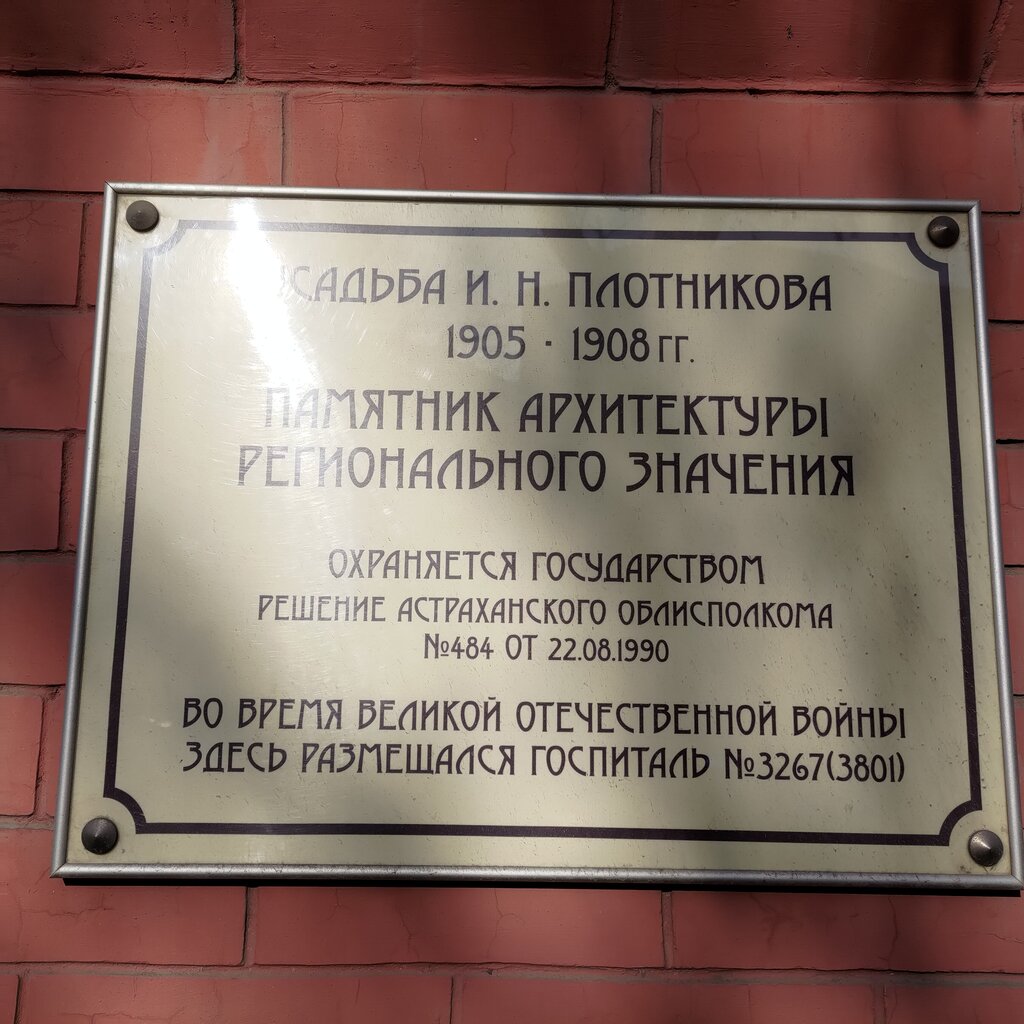 УСАДЬБА И. Н. ПЛОТНИКОВА
1905 - 1908 ГГ.
ПАМЯТНИК АРХИТЕКТУРЫ
РЕГИОНАЛЬНОГО ЗНАЧЕНИЯ
ОХРАНЯЕТСЯ ГОСУДАРСТВОМ
РЕШЕНИЕ АСТРАХАНСКОГО ОБЛИСПОЛКОМА
№484 ОТ 22.08.1990
ВО ВРЕМЯ ВЕЛИКОЙ ОТЕЧЕСТВЕННОЙ ВОЙНЫ
ЗДЕСЬ РАЗМЕЩАЛСЯ ГОСПИТАЛЬ №3267(3801)